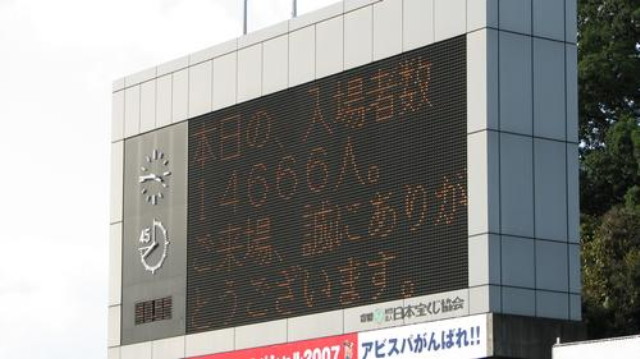 本日の、入場者数
14666人。
ご来場、誠にありが
とうございます。
45
日本宝くじ協会
2007
アビスパがんばれ!!